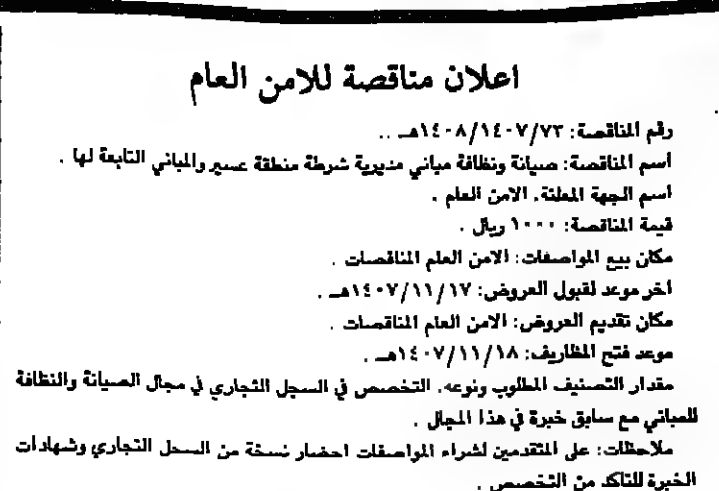 اعلان مناقصة للامن العام
رقم المناقصة: ١٤٠٨/١٤٠٧/٧٣هـ ..
اسم المناقصة: صيانة ونظافة مباني مديرية شرطة منطقة عسير والمباني التابعة لها .
اسم الجهة المعلنة. الامن العام .
قيمة المناقصة: ١٠٠٠ ريال .
مكان بيع المواصفات: الامن العام المناقصات .
اخر موعد لقبول العروض: ١٤٠٧/١١/١٧هـ .
مكان تقديم العروض: الامن العام المناقصات .
موعد فتح المظاريف: ١٤٠٧/١١/١٨هـ .
مقدار التصنيف المطلوب ونوعه. التخصص في السجل التجاري في مجال الصيانة والنظافة
للمباني مع سابق خبرة في هذا المجال .
ملاحظات: على المتقدمين لشراء المواصفات احضار نسخة من السجل التجاري وشهادات
الخبرة للتاكد من التخصص .